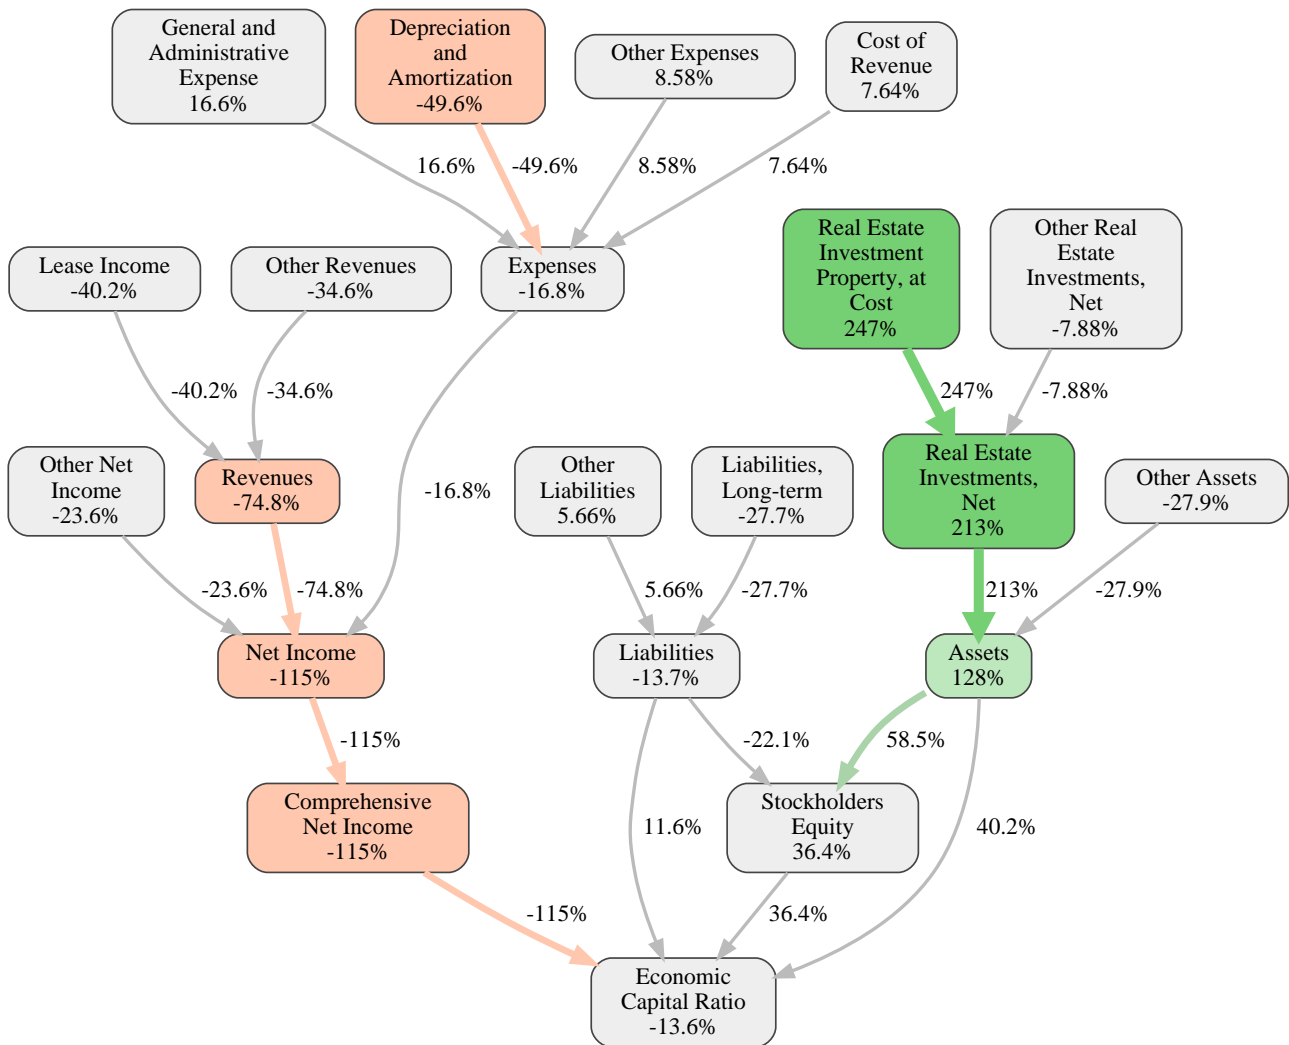 General and
Administrative
Expense
16.6%
Depreciation
and
Amortization
-49.6%
Other Expenses
8.58%
Cost of
Revenue
7.64%
16.6%
-49.6%
8.58%
7.64%
Lease Income
-40.2%
Other Revenues
-34.6%
Expenses
-16.8%
Real Estate
Investment
Property, at
Cost
247%
Other Real
Estate
Investments,
Net
-7.88%
-40.2%
-34.6%
247%
-7.88%
Other Net
Income
-23.6%
Revenues
-74.8%
-16.8%
Other
Liabilities
5.66%
Liabilities,
Long-term
-27.7%
Real Estate
Investments,
Net
213%
Other Assets
-27.9%
-23.6%
-74.8%
5.66%
-27.7%
213%
-27.9%
Net Income
-115%
Liabilities
-13.7%
Assets
128%
-115%
-22.1%
58.5%
Comprehensive
Net Income
-115%
11.6%
Stockholders
Equity
36.4%
40.2%
-115%
36.4%
Economic
Capital Ratio
-13.6%